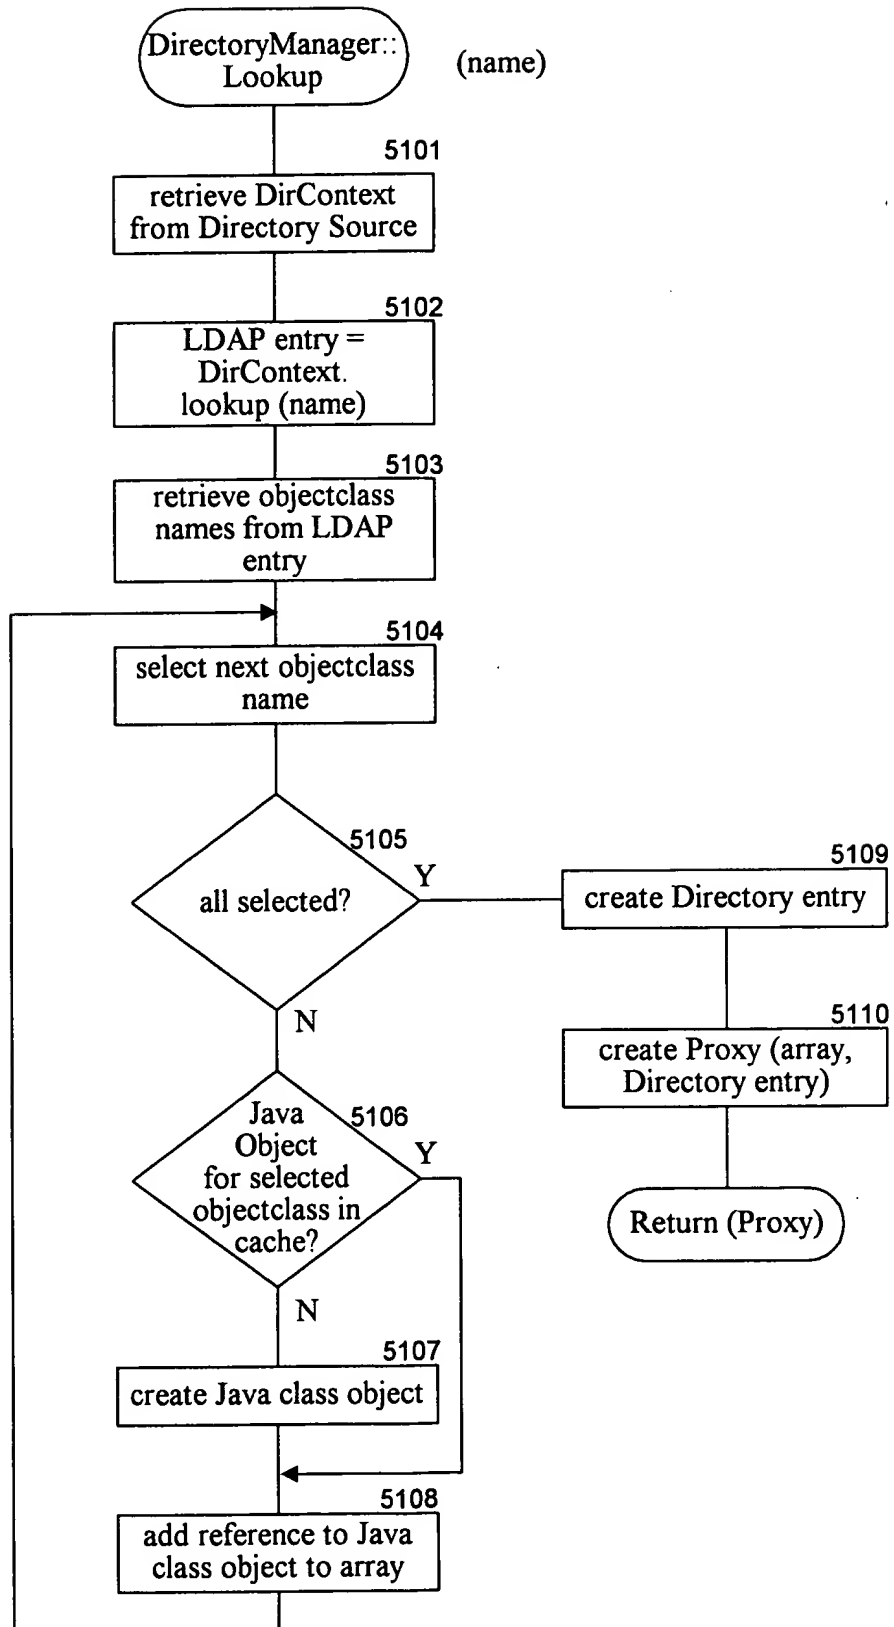 DirectoryManager::
Lookup
(name)
5101
retrieve DirContext
from Directory Source
5102
LDAP entry =
DirContext.
lookup (name)
5103
retrieve objectclass
names from LDAP
entry
5104
select next objectclass
name
5105
all selected?
Y
N
5109
create Directory entry
5110
create Proxy (array,
Directory entry)
Return (Proxy)
5106
Java
Object
for selected
objectclass in
cache?
Y
N
5107
create Java class object
5108
add reference to Java
class object to array